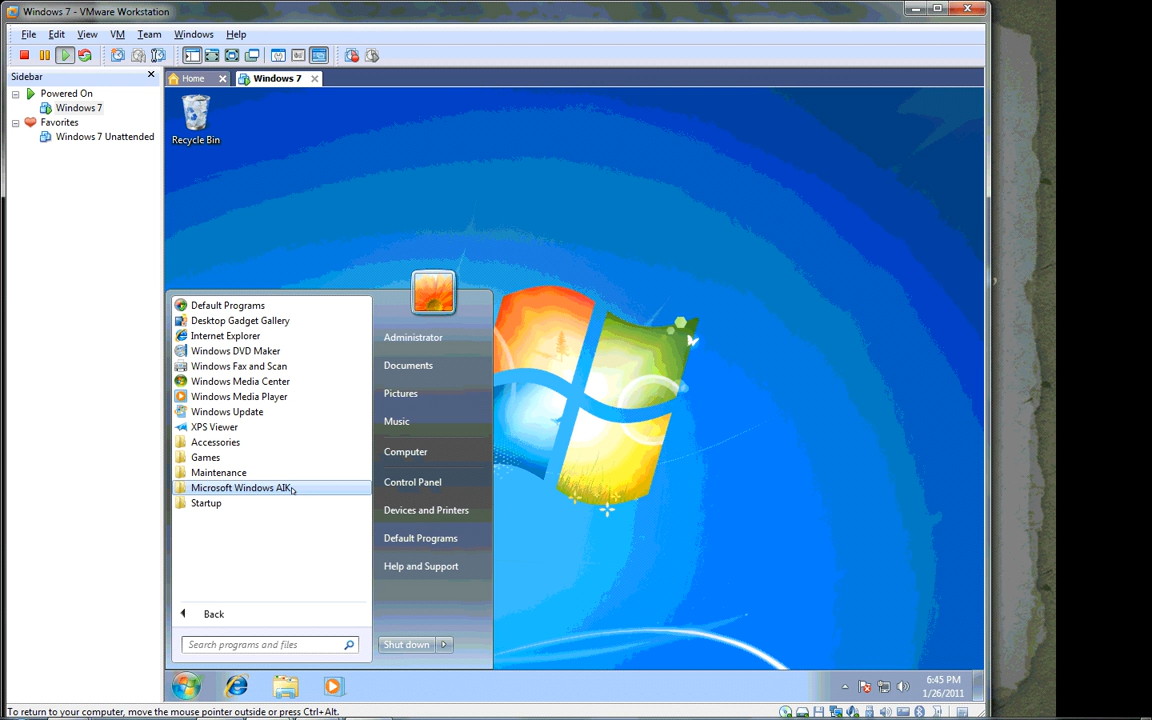 Windows 7 - VMware Workstation
File Edit View VM Team Windows Help
Sidebar
Powered On
Windows 7
Favorites
Windows 7 Unattended
Home
Windows 7
Recycle Bin
Default Programs
Desktop Gadget Gallery
Internet Explorer
Windows DVD Maker
Windows Fax and Scan
Windows Media Center
Windows Media Player
Windows Update
XPS Viewer
Accessories
Games
Maintenance
Microsoft Windows AIK
Startup
Back
Search programs and files
Administrator
Documents
Pictures
Music
Computer
Control Panel
Devices and Printers
Default Programs
Help and Support
Shut down
6:45 PM
1/26/2011
To return to your computer, move the mouse pointer outside or press Ctrl+Alt.